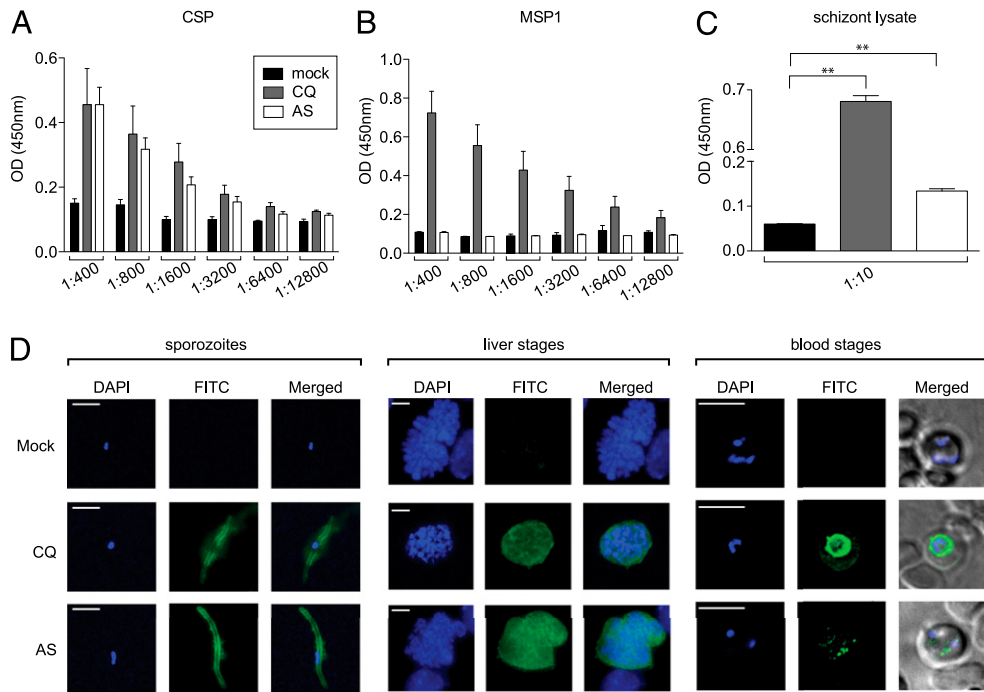 A
CSP
OD (450nm)
0.6
0.4
0.2
0.0
mock
CQ
AS
1:400
1:800
1:1600
1:3200
1:6400
1:12800
B
MSP1
OD (450nm)
1.0
0.8
0.6
0.4
0.2
0.0
1:400
1:800
1:1600
1:3200
1:6400
1:12800
C
schizont lysate
OD (450nm)
**
**
0.7
0.6
0.2
0.1
0.0
1:10
D
sporozoites liver stages blood stages
DAPI FITC Merged DAPI FITC Merged DAPI FITC Merged
Mock
CQ
AS